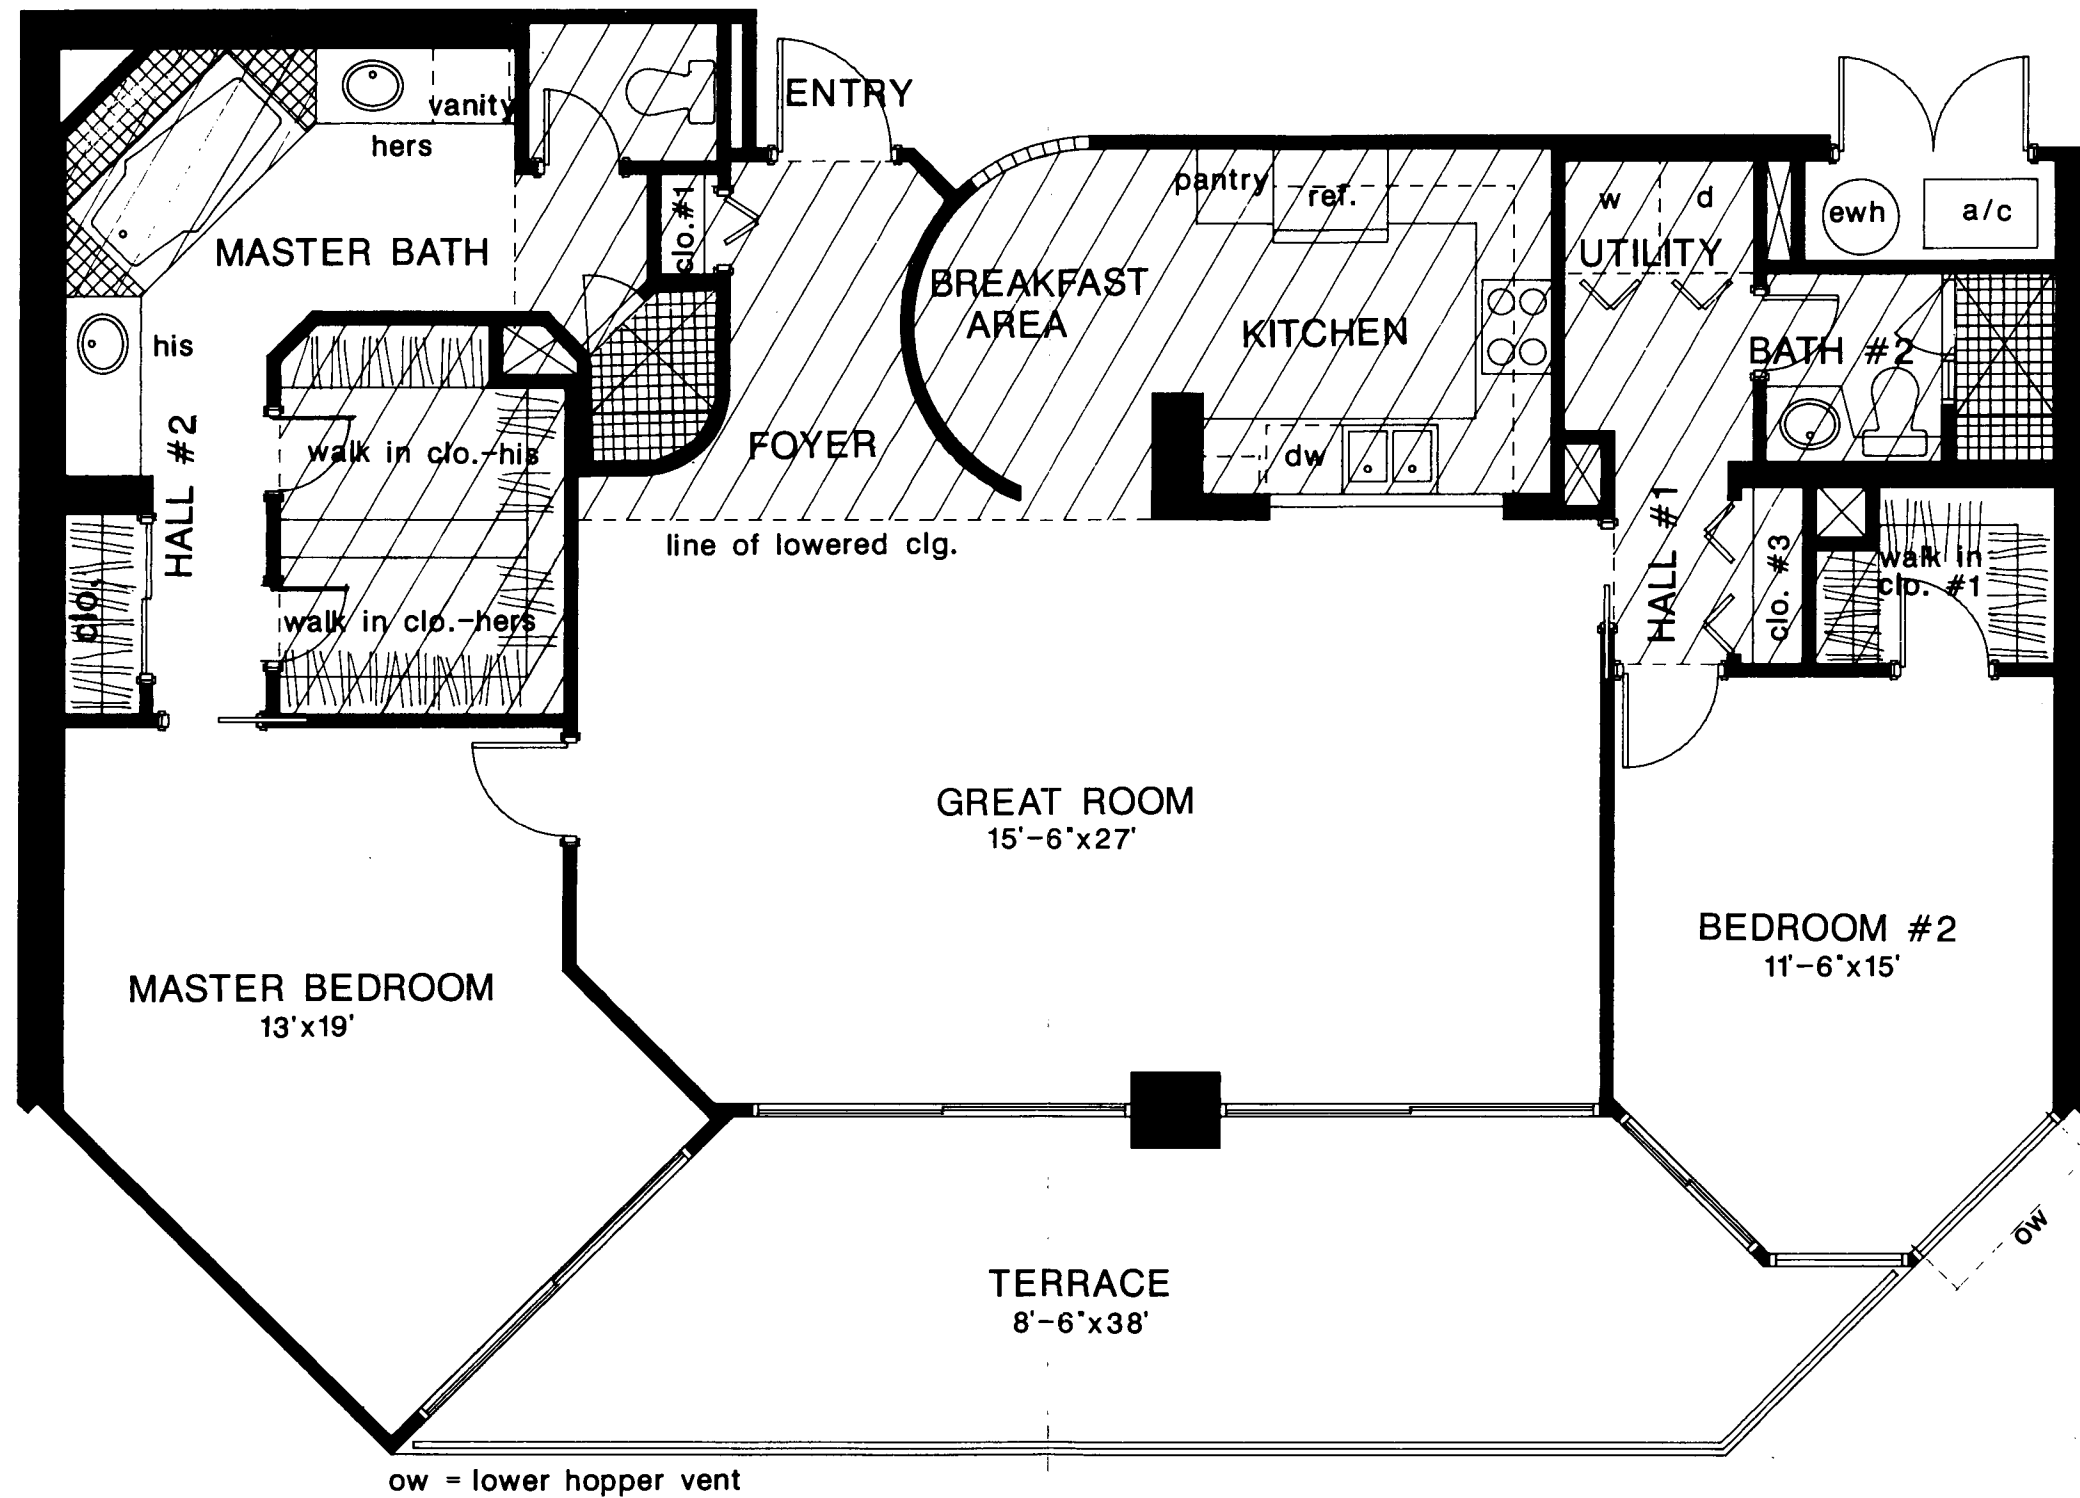 ENTRY
vanity
hers
pantry
ref.
w
d
ewh
a/c
clo.#1
MASTER BATH
UTILITY
BREAKFAST
AREA
KITCHEN
his
BATH #2
HALL #2
walk in clo.-his
FOYER
dw
line of lowered clg.
HALL #1
clo. #3
walk in
clo. #1
clo.
walk in clo.-hers
GREAT ROOM
15'-6"x27'
BEDROOM #2
11'-6"x15'
MASTER BEDROOM
13'x19'
ow
TERRACE
8'-6"x38'
ow = lower hopper vent